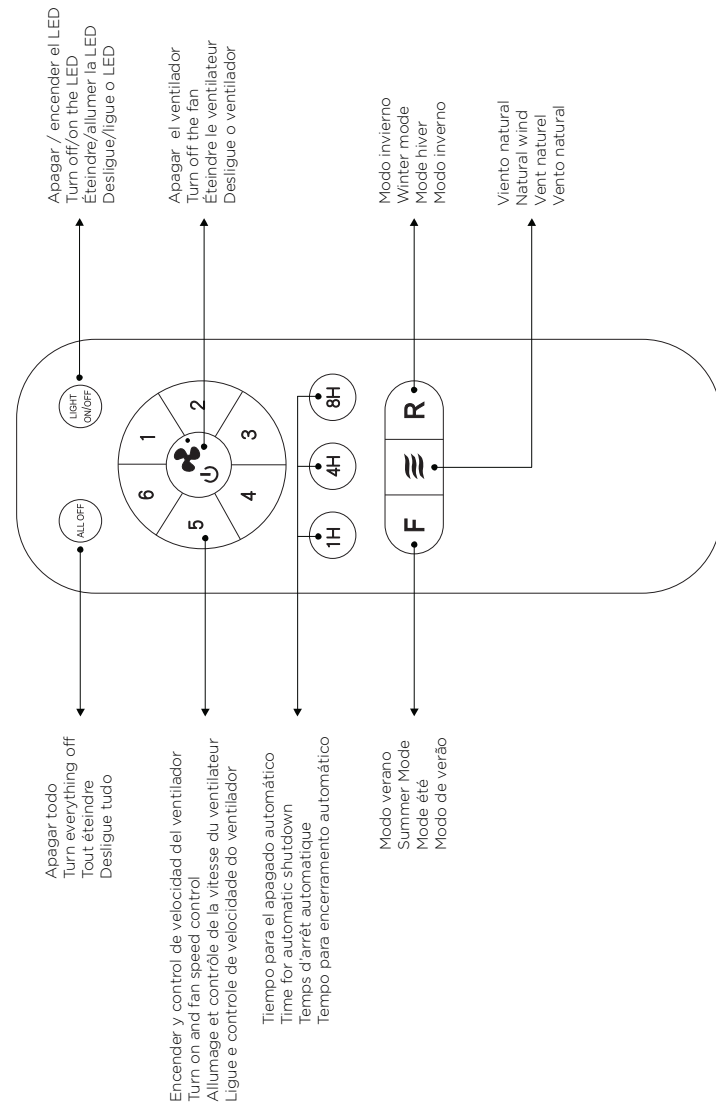 Apagar todo
Turn everything off
Tout éteindre
Desligue tudo
Apagar / encender el LED
Turn off/on the LED
Éteindre/allumer la LED
Desligue/ligue o LED
ALL OFF
LIGHT
ON/OFF
Encender y control de velocidad del ventilador
Turn on and fan speed control
Allumage et contrôle de la vitesse du ventilateur
Ligue e controle de velocidade do ventilador
Apagar el ventilador
Turn off the fan
Éteindre le ventilateur
Desligue o ventilador
1
2
3
4
5
6
Tiempo para el apagado automático
Time for automatic shutdown
Temps d'arrêt automatique
Tempo para encerramento automático
1H
4H
8H
Modo verano
Summer Mode
Mode été
Modo de verão
F
R
Modo invierno
Winter mode
Mode hiver
Modo inverno
Viento natural
Natural wind
Vent naturel
Vento natural